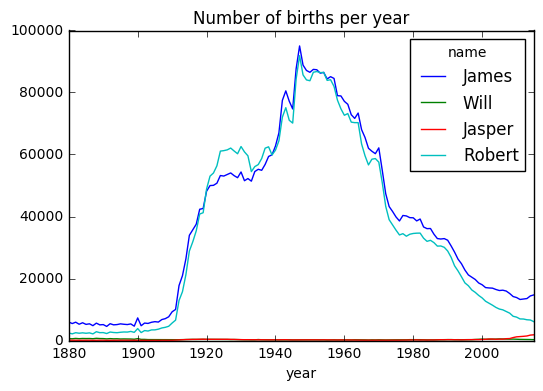 Number of births per year
100000
80000
60000
40000
20000
0
name
James
Will
Jasper
Robert
1880 1900 1920 1940 1960 1980 2000
year